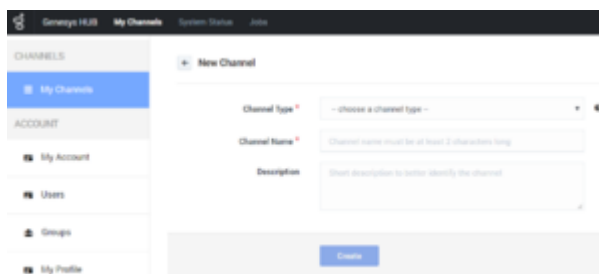 Genesys HUB My Channels System Status Jobs
CHANNELS
My Channels
ACCOUNT
My Account
Users
Groups
My Profile
New Channel
Channel Type *
-- choose a channel type --
Channel Name *
Channel name must be at least 2 characters long
Description
Short description to better identify the channel
Create